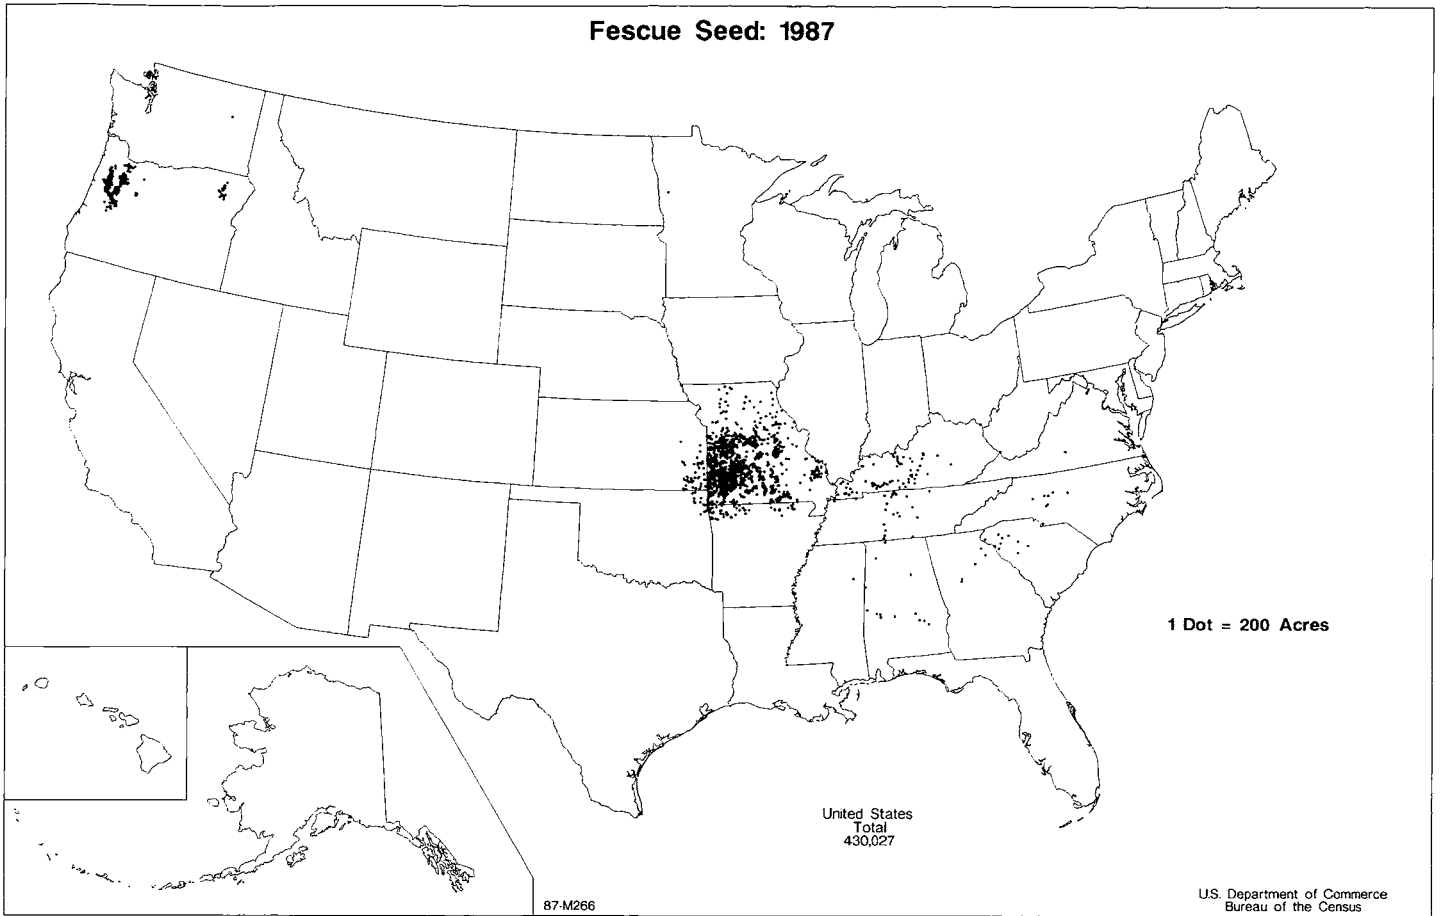 Fescue Seed: 1987
1 Dot = 200 Acres
United States
Total
430,027
87-M266
U.S. Department of Commerce
Bureau of the Census